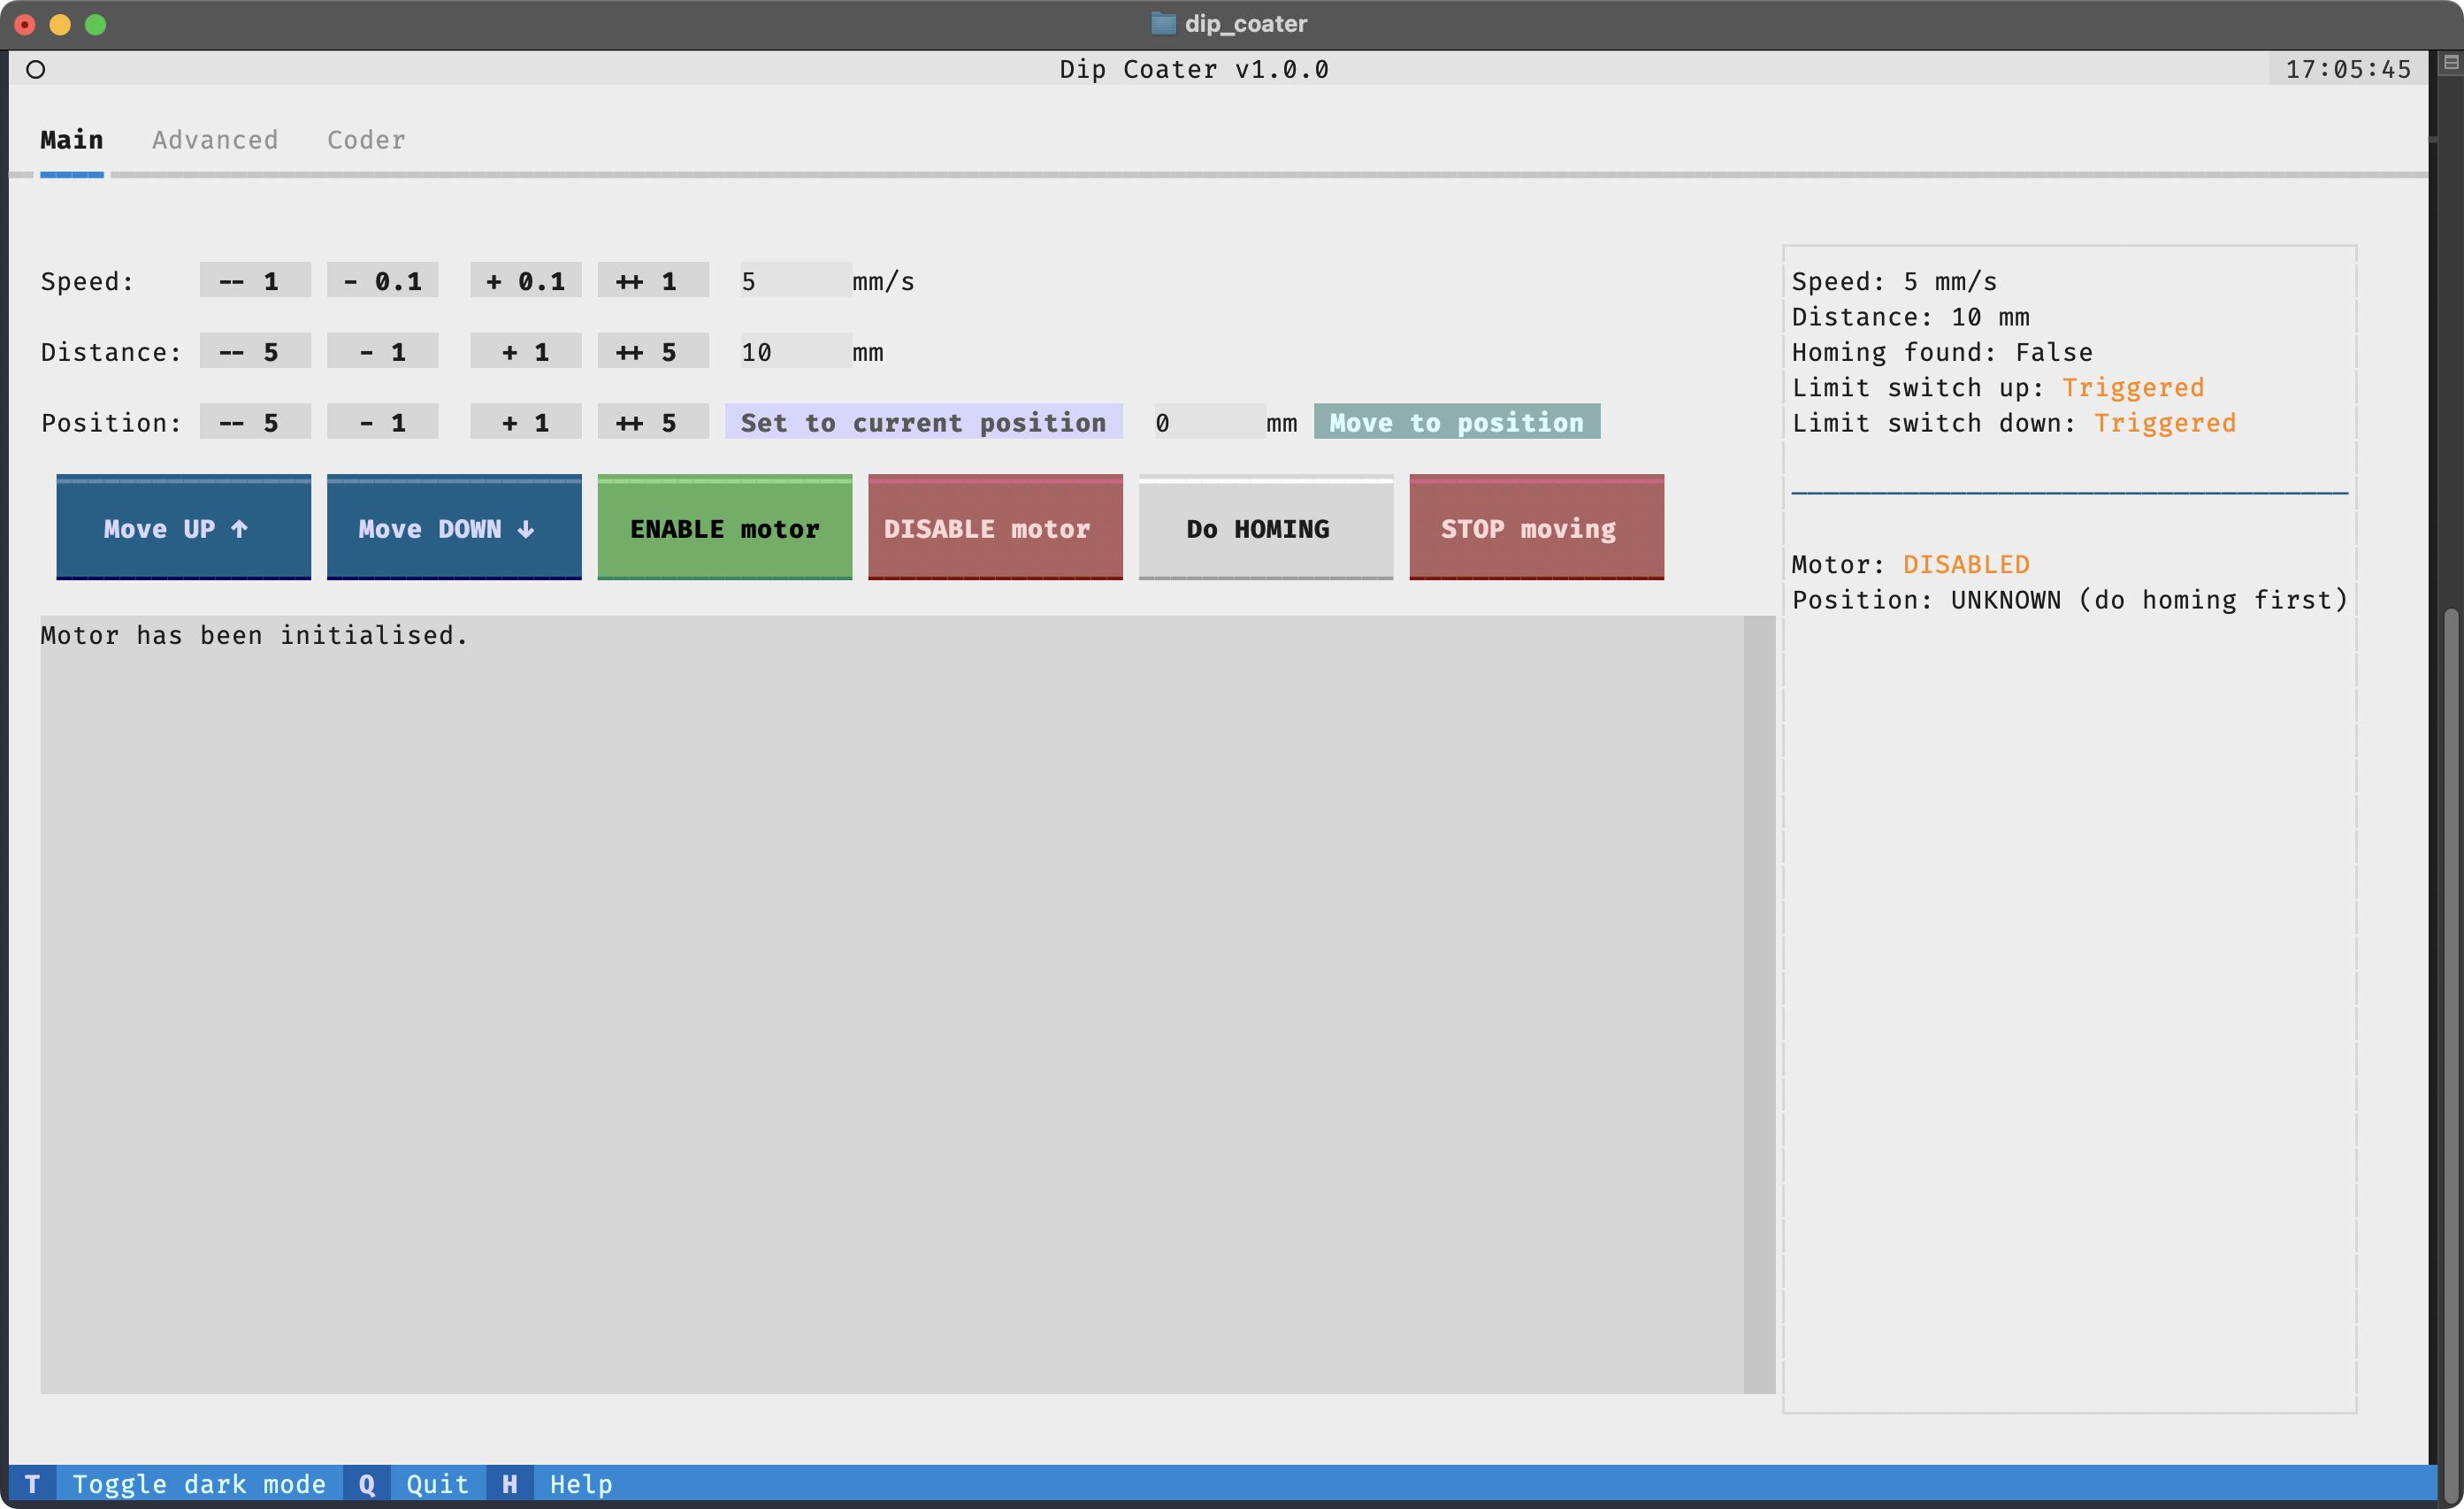 dip_coater
Dip Coater v1.0.0 17:05:45
Main Advanced Coder
Speed: -- 1 - 0.1 + 0.1 ++ 1 5 mm/s
Distance: -- 5 - 1 + 1 ++ 5 10 mm
Position: -- 5 - 1 + 1 ++ 5 Set to current position 0 mm Move to position
Move UP ↑ Move DOWN ↓ ENABLE motor DISABLE motor Do HOMING STOP moving
Motor has been initialised.
Speed: 5 mm/s
Distance: 10 mm
Homing found: False
Limit switch up: Triggered
Limit switch down: Triggered
Motor: DISABLED
Position: UNKNOWN (do homing first)
T Toggle dark mode Q Quit H Help